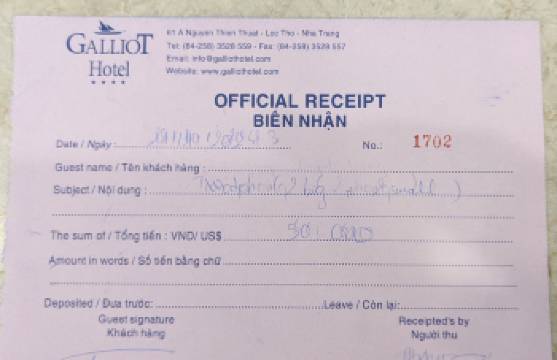 GALLIOT
Hotel
61 A Nguyen Thien Thuat - Loc Tho - Nha Trang
Tel: (84-258) 3528 559 - Fax: (84-258) 3528 557
Email: info@galliothotel.com
Website: www.galliothotel.com
OFFICIAL RECEIPT
BIÊN NHẬN
Date / Ngày :
No.: 1702
Guest name / Tên khách hàng :
Subject / Nội dung :
The sum of / Tổng tiền : VND/ US$
Amount in words / Số tiền bằng chữ
Deposited / Đưa trước: Leave / Còn lại:
Guest signature Receipted's by
Khách hàng Người thu